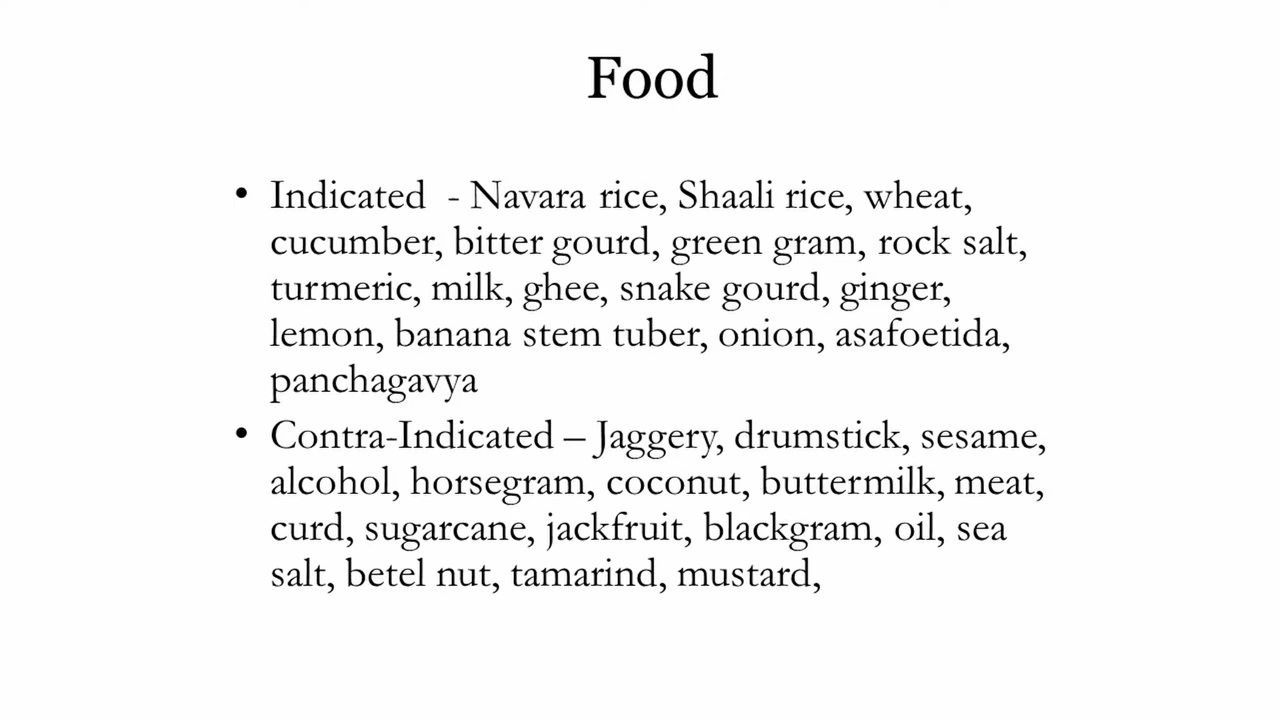 Food
• Indicated - Navara rice, Shaali rice, wheat,
cucumber, bitter gourd, green gram, rock salt,
turmeric, milk, ghee, snake gourd, ginger,
lemon, banana stem tuber, onion, asafoetida,
panchagavya
• Contra-Indicated – Jaggery, drumstick, sesame,
alcohol, horsegram, coconut, buttermilk, meat,
curd, sugarcane, jackfruit, blackgram, oil, sea
salt, betel nut, tamarind, mustard,